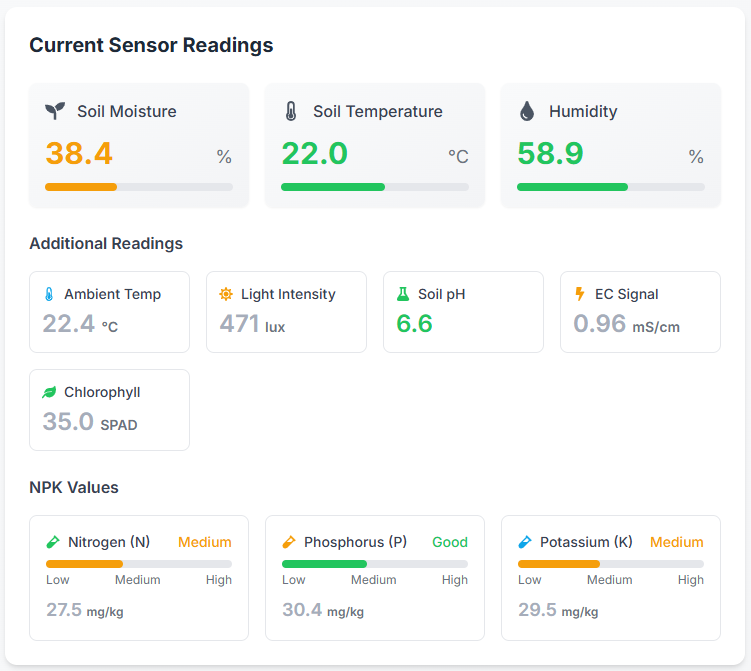 Current Sensor Readings
Soil Moisture
38.4 %
Soil Temperature
22.0 °C
Humidity
58.9 %
Additional Readings
Ambient Temp
22.4 °C
Light Intensity
471 lux
Soil pH
6.6
EC Signal
0.96 mS/cm
Chlorophyll
35.0 SPAD
NPK Values
Nitrogen (N) Medium
Low Medium High
27.5 mg/kg
Phosphorus (P) Good
Low Medium High
30.4 mg/kg
Potassium (K) Medium
Low Medium High
29.5 mg/kg